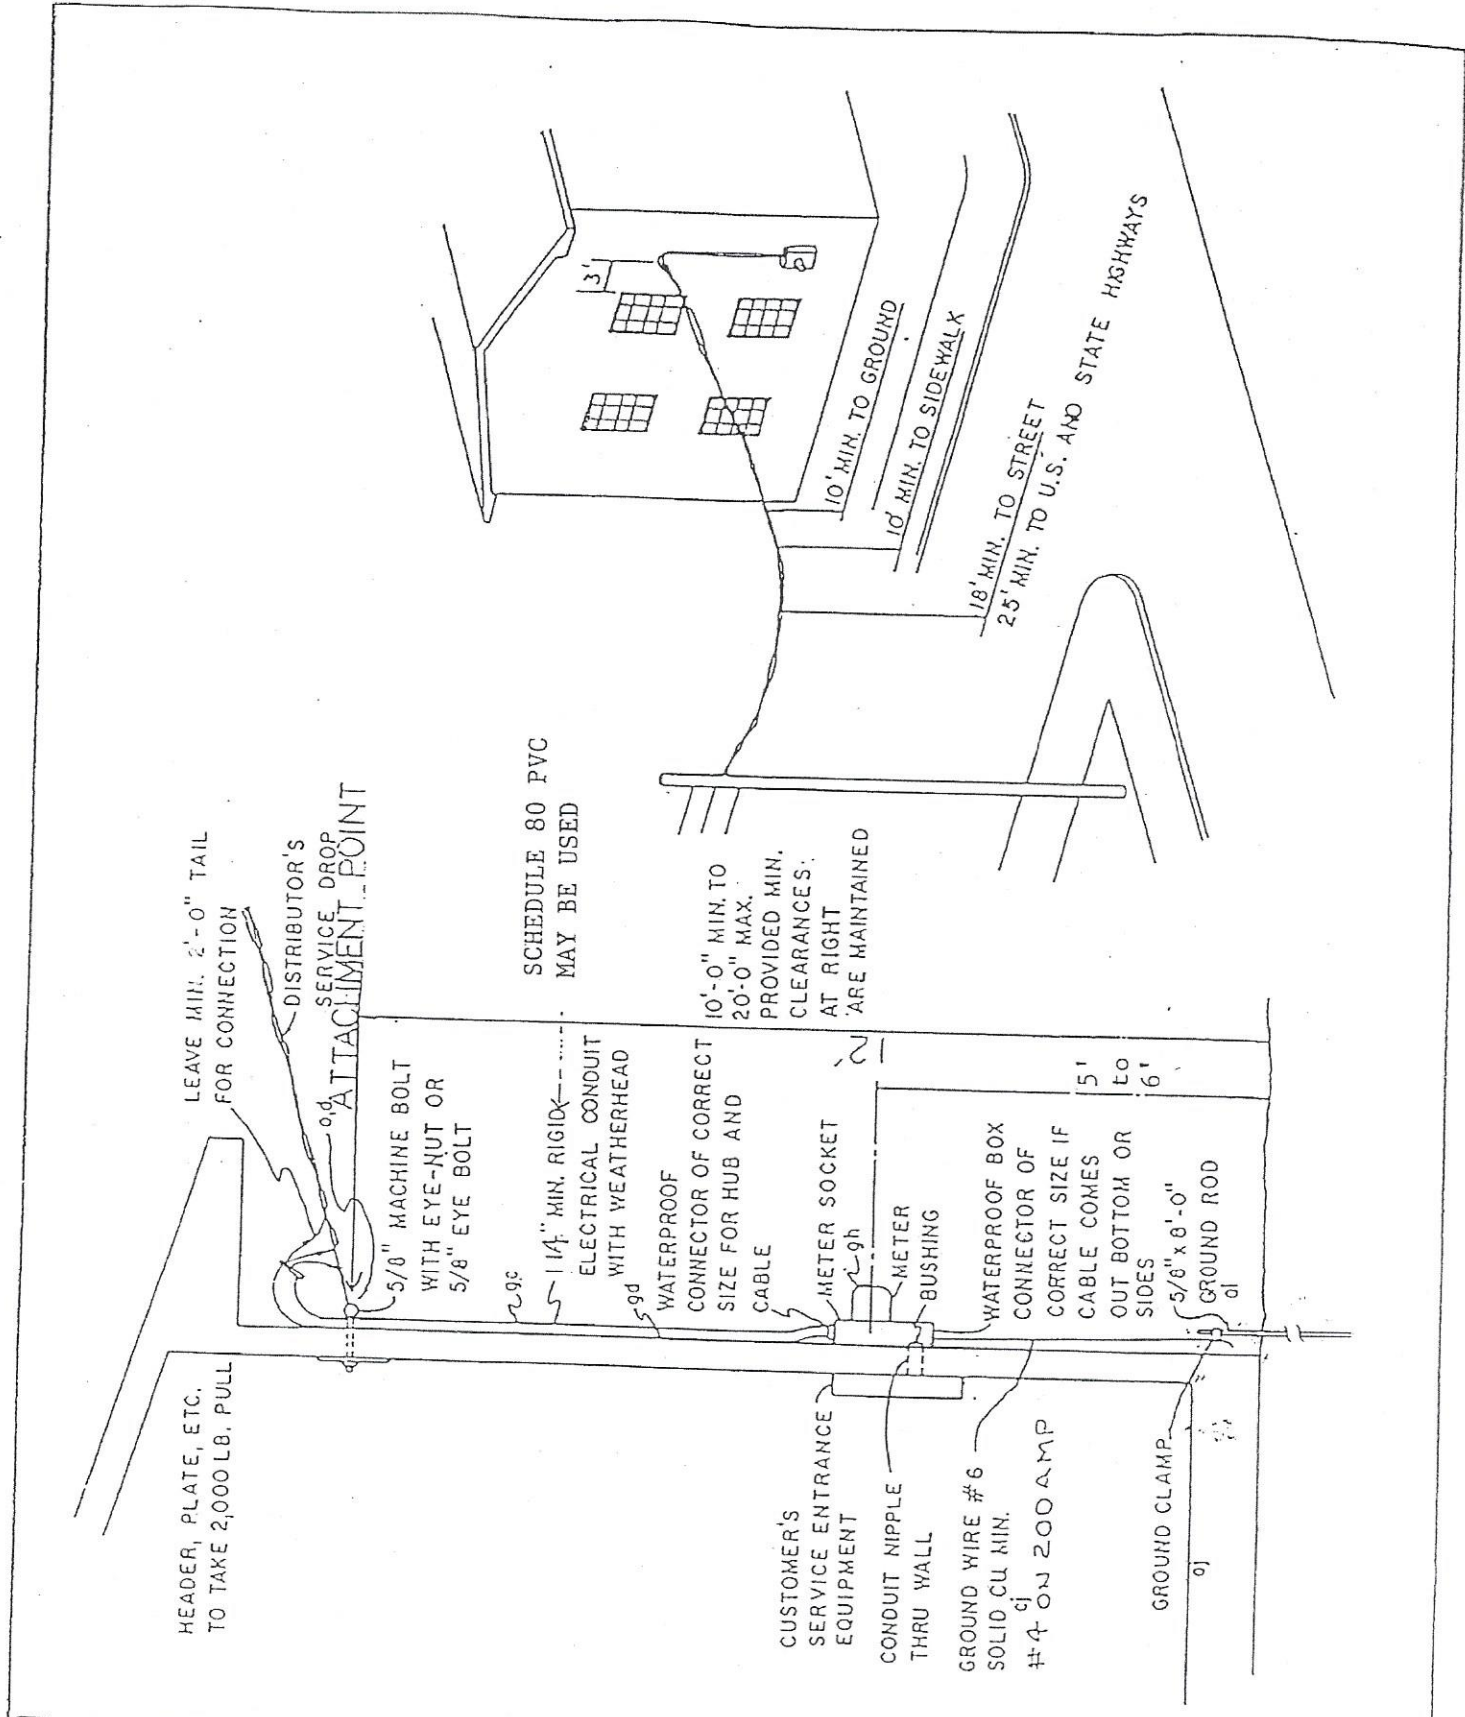 HEADER, PLATE, ETC.
TO TAKE 2,000 LB. PULL
LEAVE MIN. 2'-0" TAIL
FOR CONNECTION
DISTRIBUTOR'S
SERVICE DROP
a,d
ATTACHMENT POINT
5/8" MACHINE BOLT
WITH EYE-NUT OR
5/8" EYE BOLT
gc
SCHEDULE 80 PVC
MAY BE USED
1 1/4" MIN. RIGID
ELECTRICAL CONDUIT
WITH WEATHERHEAD
gd
WATERPROOF
CONNECTOR OF CORRECT
SIZE FOR HUB AND
CABLE
10'-0" MIN. TO
20'-0" MAX.
PROVIDED MIN.
CLEARANCES
AT RIGHT
ARE MAINTAINED
METER SOCKET
gh
METER
BUSHING
5'
to
6'
WATERPROOF BOX
CONNECTOR OF
CORRECT SIZE IF
CABLE COMES
OUT BOTTOM OR
SIDES
5/8" x 8'-0"
GROUND ROD
al
CUSTOMER'S
SERVICE ENTRANCE
EQUIPMENT
CONDUIT NIPPLE
THRU WALL
GROUND WIRE #6
SOLID CU MIN.
cj
#4 ON 200 AMP
GROUND CLAMP
aj
3'
10' MIN. TO GROUND
10' MIN. TO SIDEWALK
18' MIN. TO STREET
25' MIN. TO U.S. AND STATE HIGHWAYS